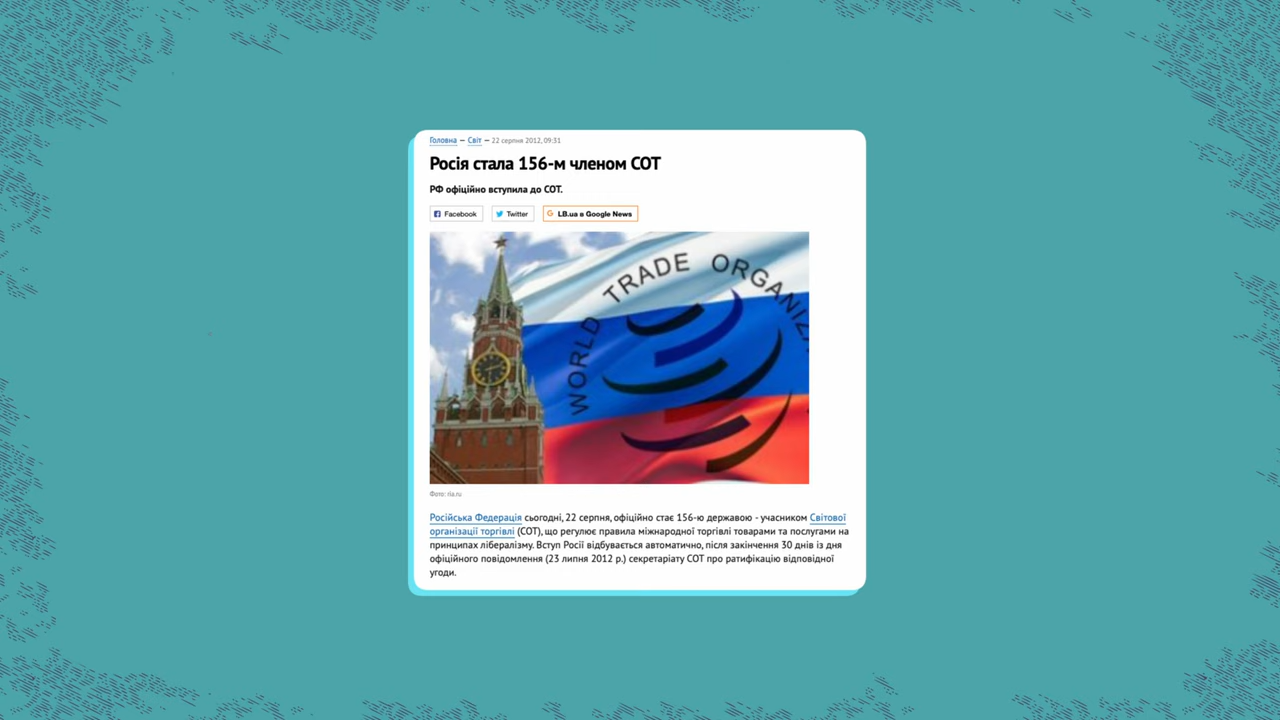 Головна — Світ — 22 серпня 2012, 09:31
Росія стала 156-м членом СОТ
РФ офіційно вступила до СОТ.
Facebook Twitter LB.ua в Google News
WORLD TRADE ORGANIZA
Фото: ria.ru
Російська Федерація сьогодні, 22 серпня, офіційно стає 156-ю державою - учасником Світової
організації торгівлі (СОТ), що регулює правила міжнародної торгівлі товарами та послугами на
принципах лібералізму. Вступ Росії відбувається автоматично, після закінчення 30 днів із дня
офіційного повідомлення (23 липня 2012 р.) секретаріату СОТ про ратифікацію відповідної
угоди.